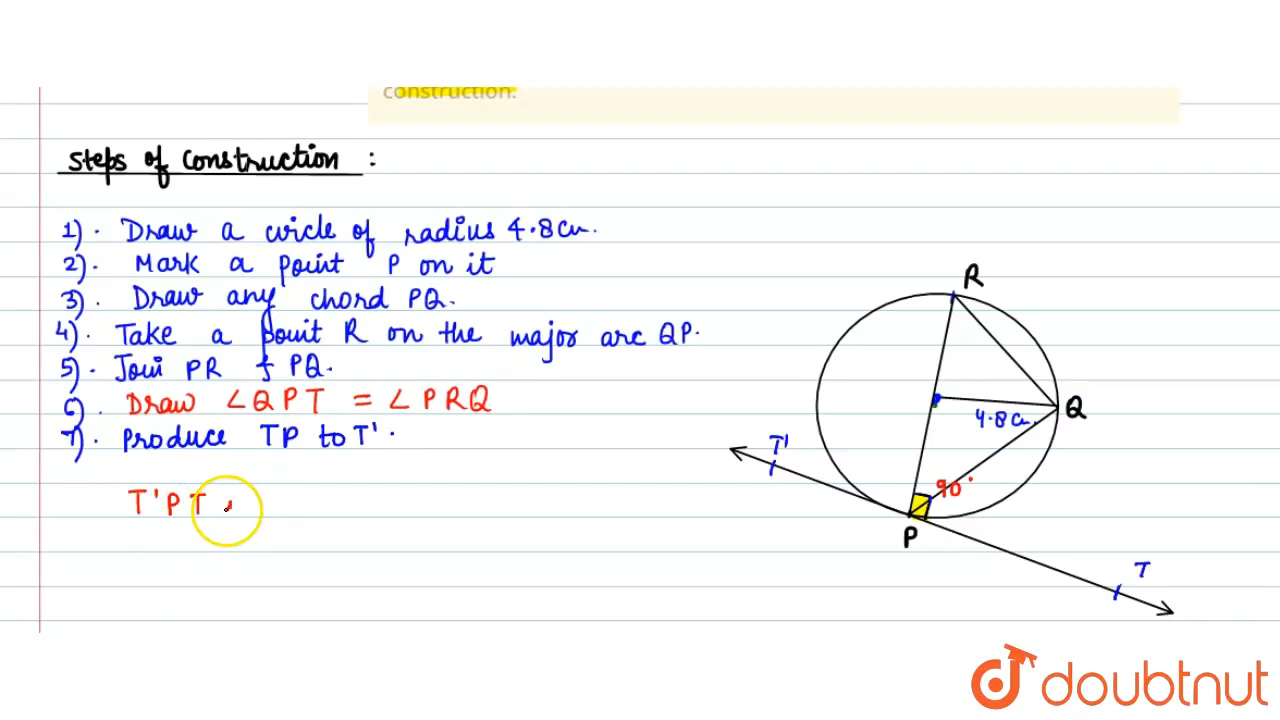 construction.
Steps of construction :
1). Draw a circle of radius 4.8cm.
2). Mark a point P on it
3). Draw any chord PQ.
4). Take a point R on the major arc QP.
5). Join PR & PQ.
6). Draw ∠QPT = ∠PRQ
7). Produce TP to T'.
T'PT
R
Q
4.8cm.
T'
90°
P
T
doubtnut